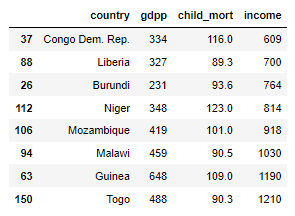 country gdpp child_mort income
37 Congo Dem. Rep. 334 116.0 609
88 Liberia 327 89.3 700
26 Burundi 231 93.6 764
112 Niger 348 123.0 814
106 Mozambique 419 101.0 918
94 Malawi 459 90.5 1030
63 Guinea 648 109.0 1190
150 Togo 488 90.3 1210